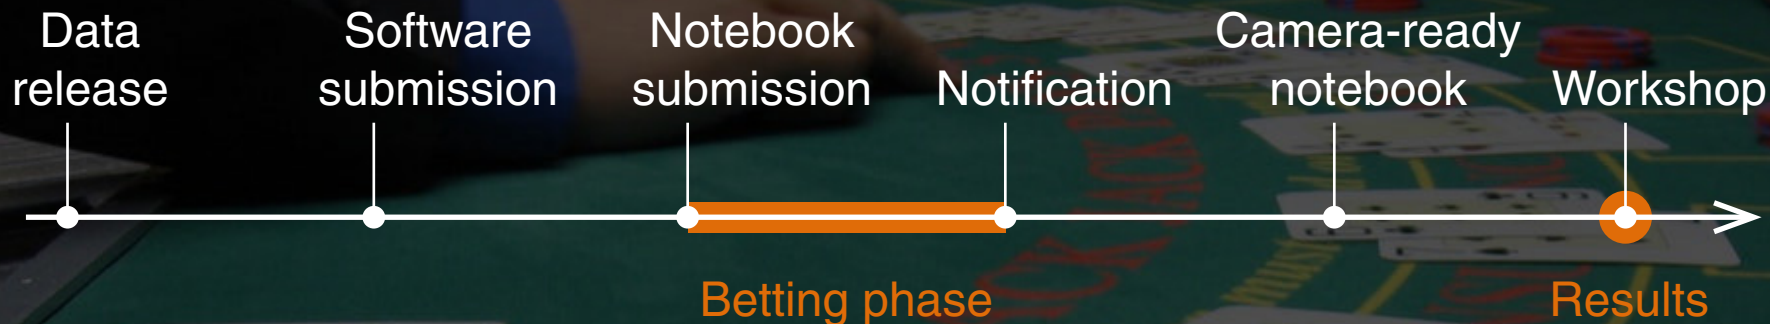 Data
release
Software
submission
Notebook
submission
Notification
Camera-ready
notebook
Workshop
Betting phase
Results